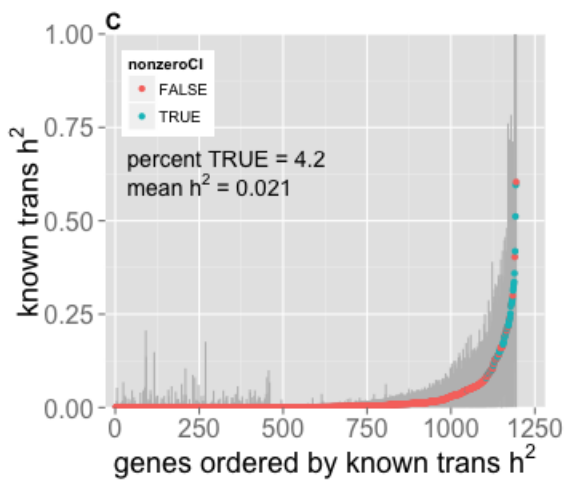 C
1.00
0.75
0.50
0.25
0.00
known trans h²
nonzeroCI
FALSE
TRUE
percent TRUE = 4.2
mean h² = 0.021
0 250 500 750 1000 1250
genes ordered by known trans h²